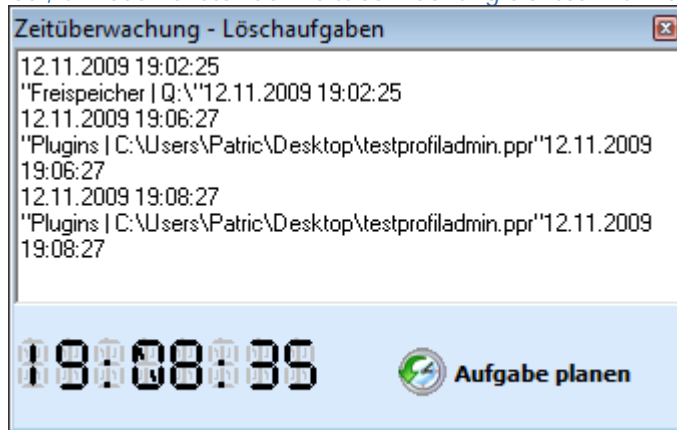 Zeitüberwachung - Löschaufgaben
12.11.2009 19:02:25
"Freispeicher | Q:\"12.11.2009 19:02:25
12.11.2009 19:06:27
"Plugins | C:\Users\Patric\Desktop\testprofiladmin.ppr"12.11.2009
19:06:27
12.11.2009 19:08:27
"Plugins | C:\Users\Patric\Desktop\testprofiladmin.ppr"12.11.2009
19:08:27
19:08:35
Aufgabe planen